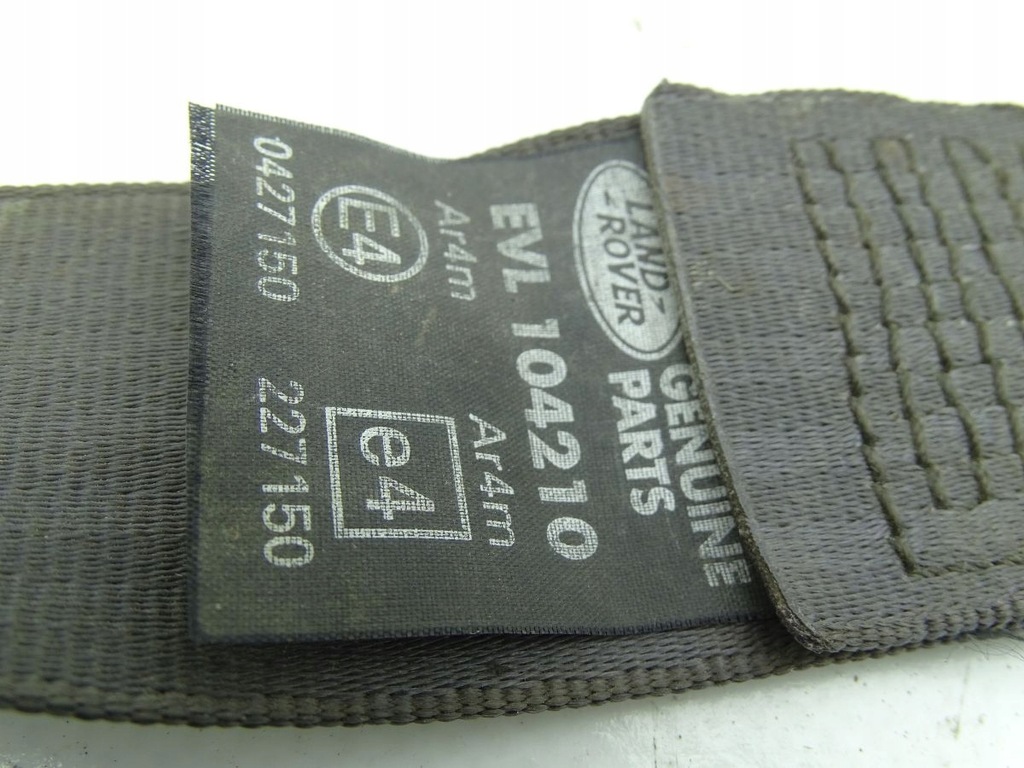 LAND-
-ROVER
GENUINE
PARTS
EVL 104210
Ar4m
Ar4m
E4
e4
0427150
227150